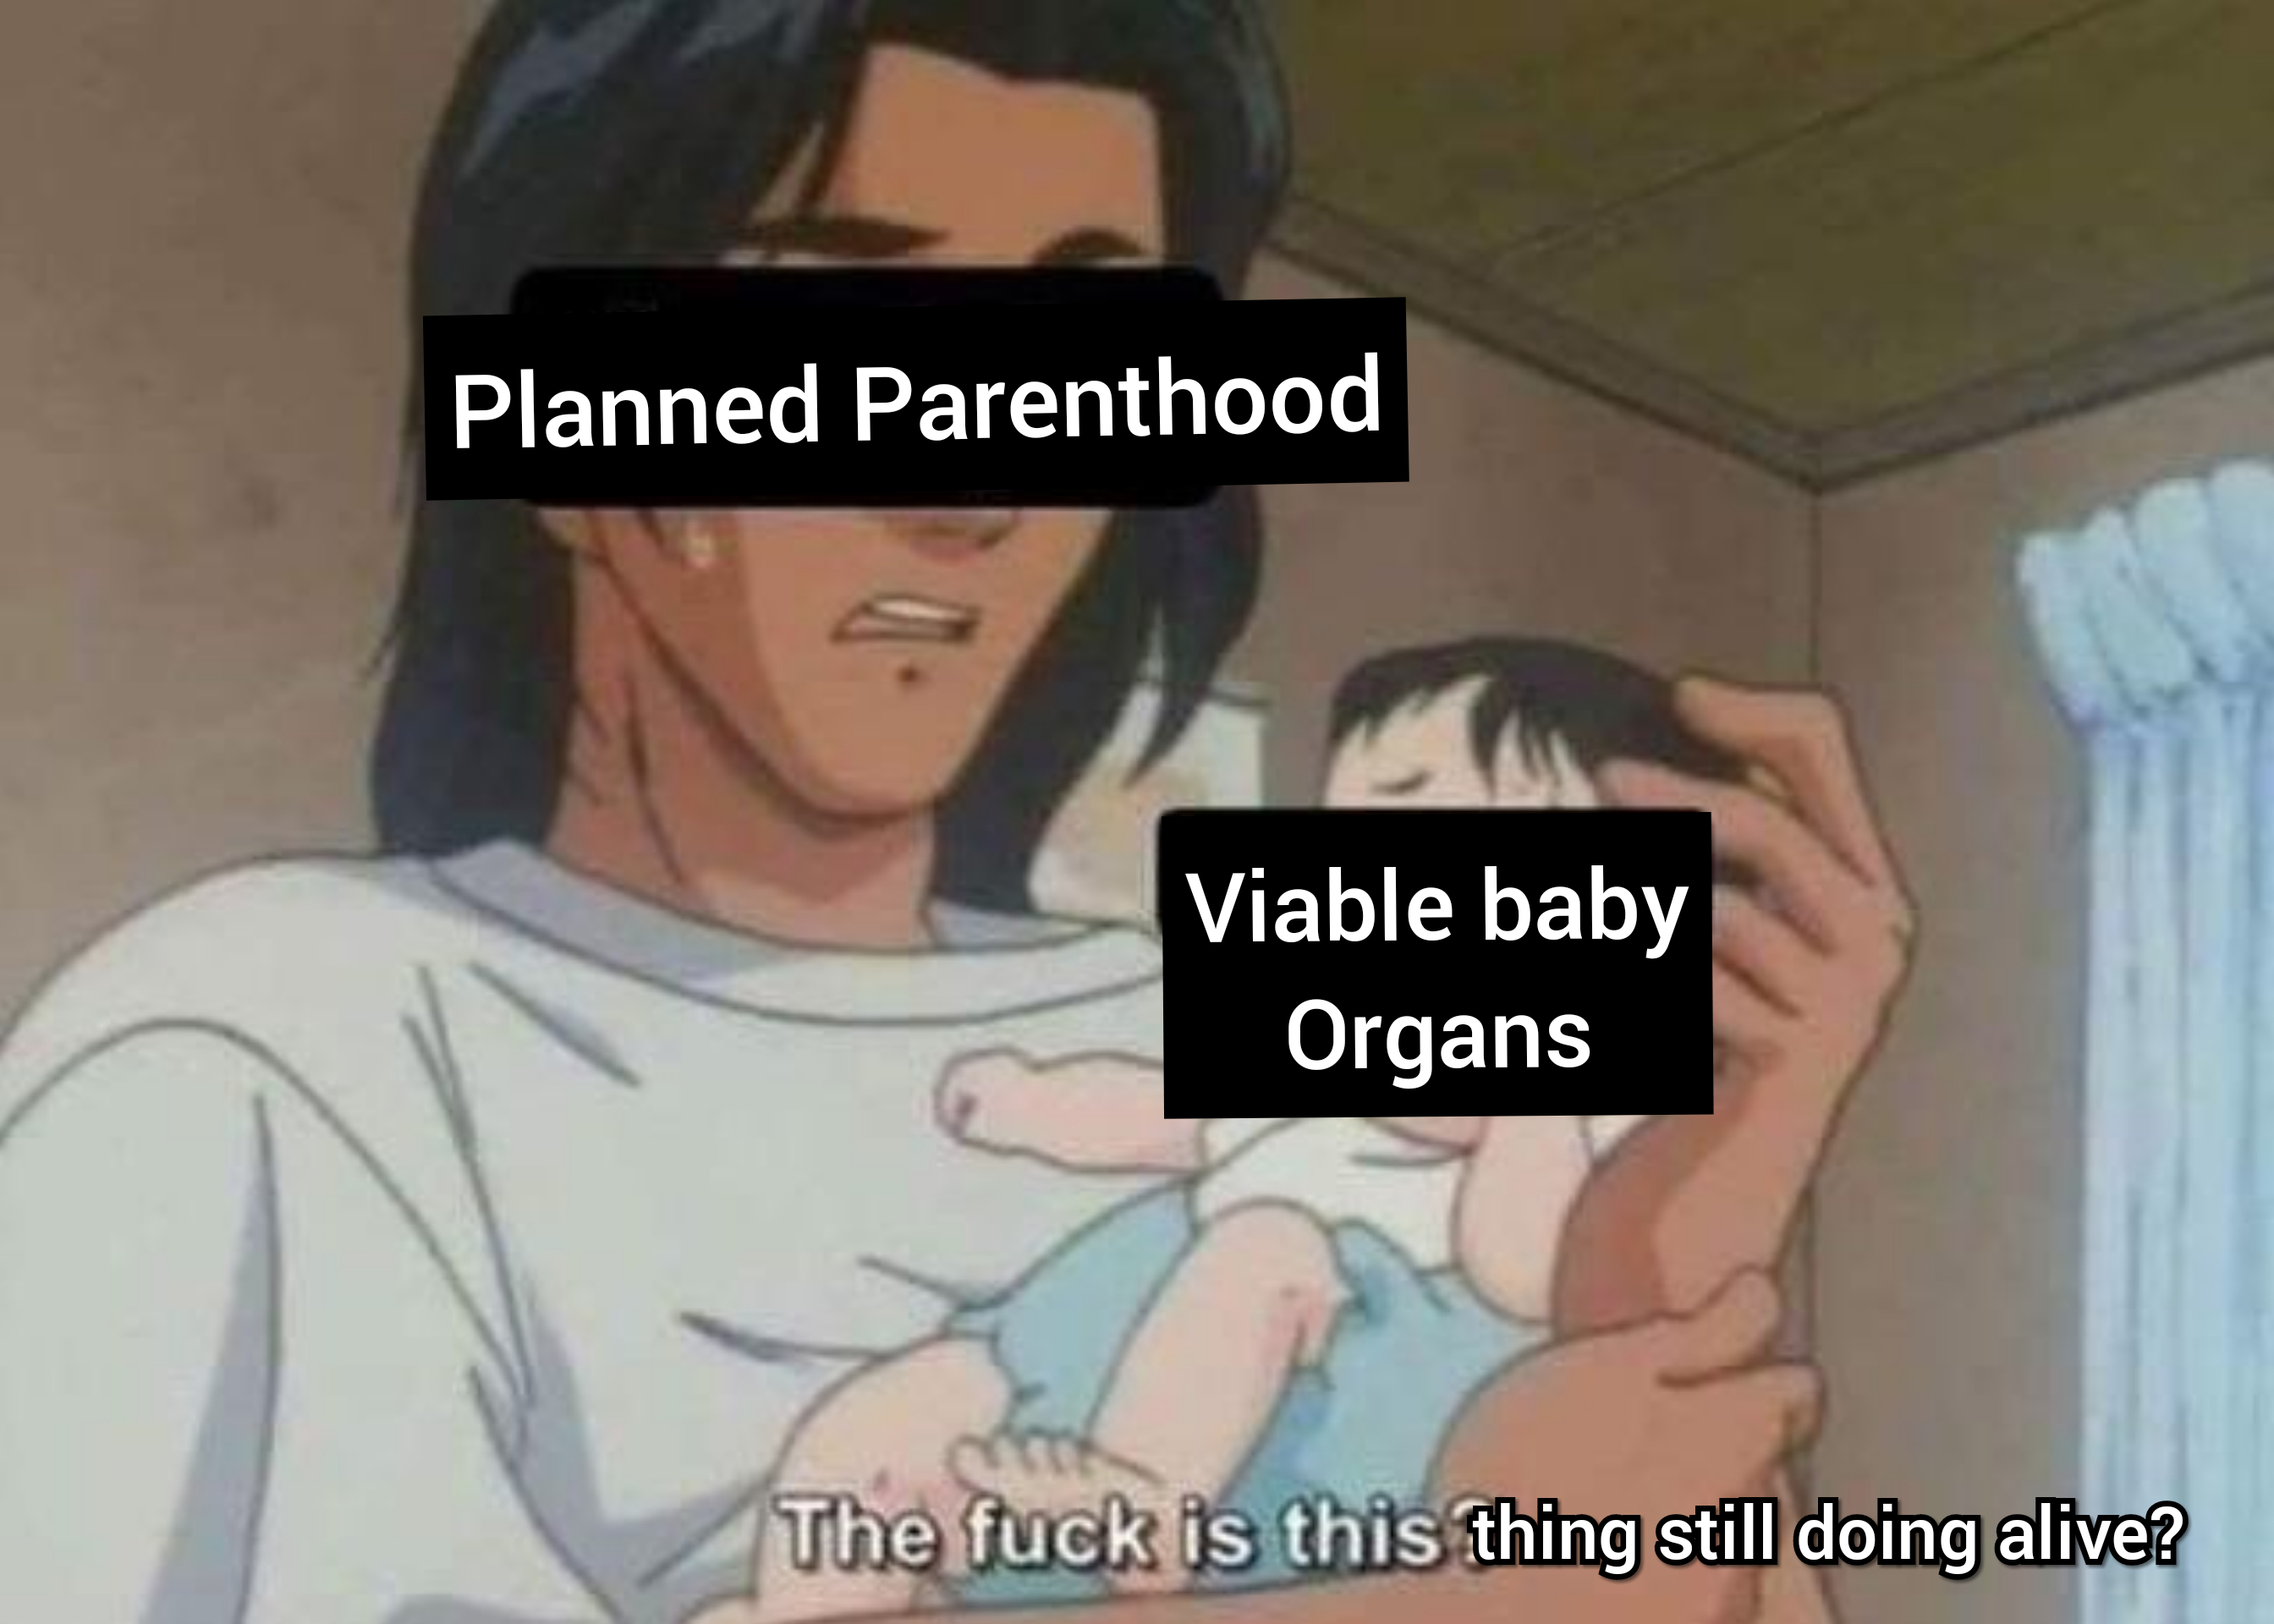 Planned Parenthood
Viable baby
Organs
The fuck is this? thing still doing alive?